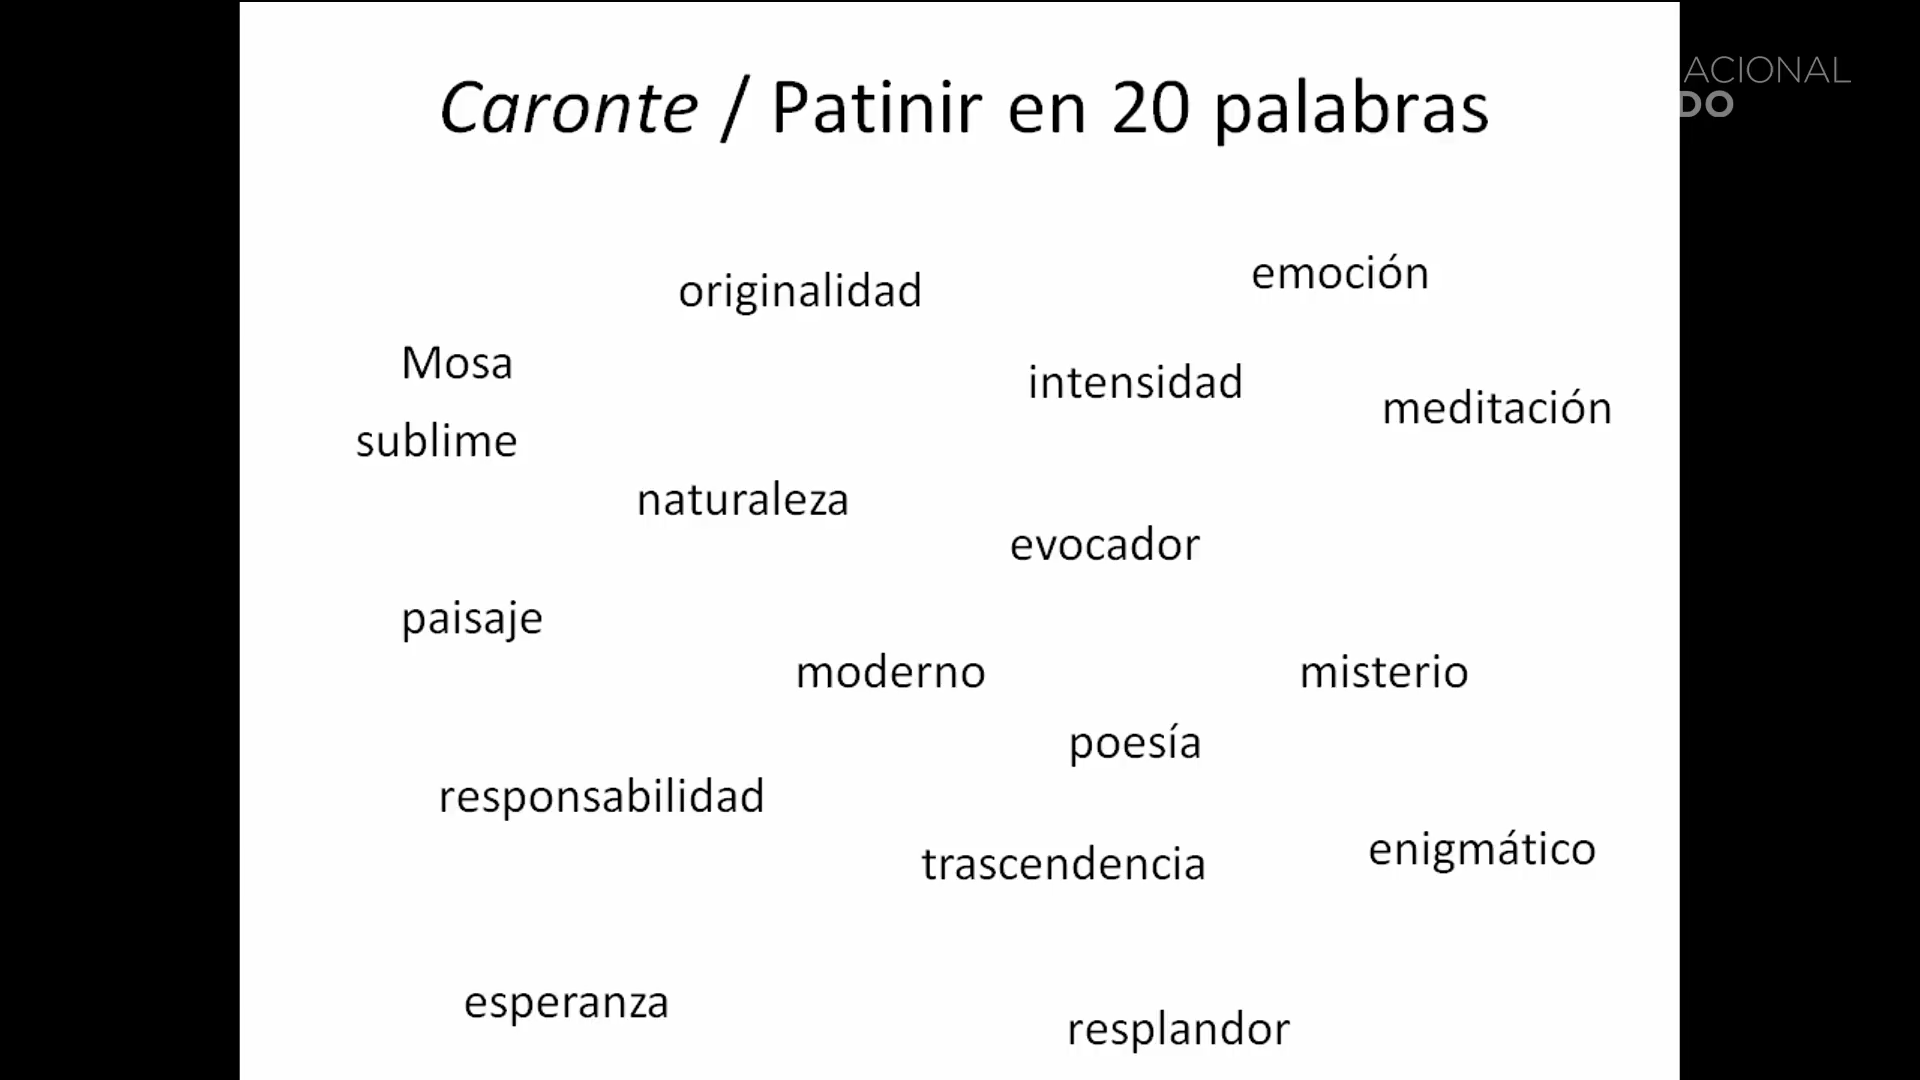 Caronte / Patinir en 20 palabras
ACIONAL
DO
originalidad
emoción
Mosa
intensidad
meditación
sublime
naturaleza
evocador
paisaje
moderno
misterio
poesía
responsabilidad
trascendencia
enigmático
esperanza
resplandor